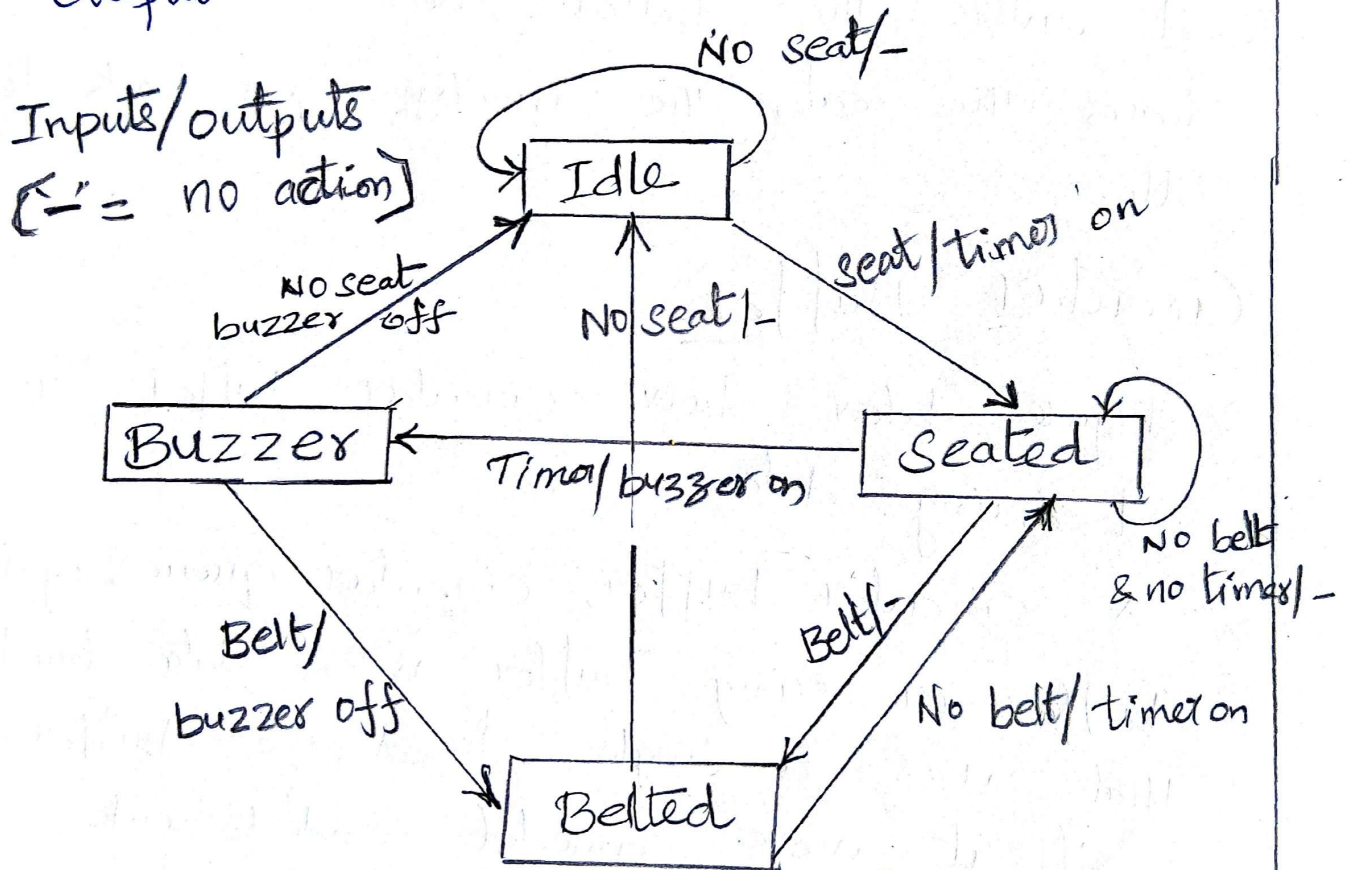 No seat/-
Inputs/outputs
('-' = no action)
Idle
seat/timer on
No seat
buzzer off
No seat/-
Buzzer
Seated
Timer/buzzer on
No belt
& no timer/-
Belt/
buzzer off
Belt/-
No belt/timer on
Belted